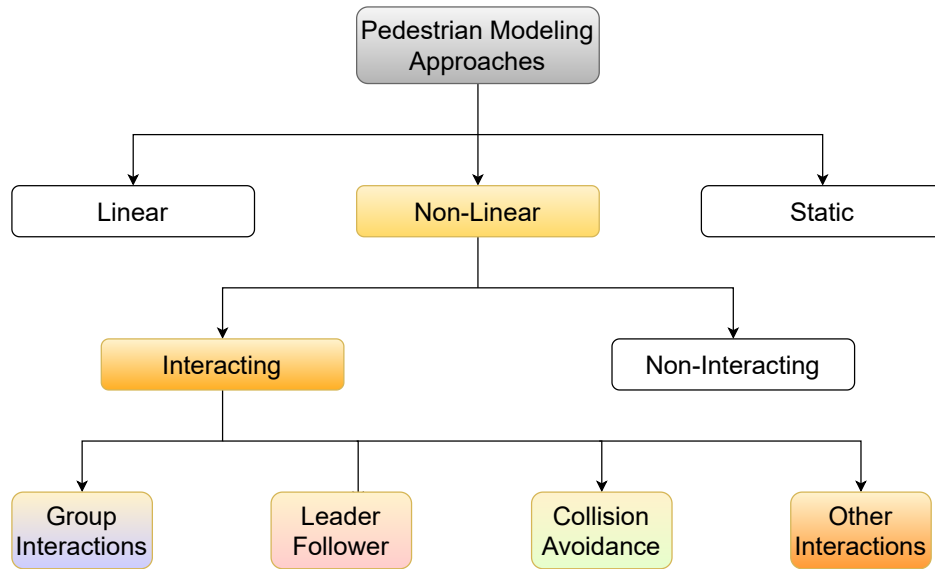 Pedestrian Modeling
Approaches
Linear
Non-Linear
Static
Interacting
Non-Interacting
Group
Interactions
Leader
Follower
Collision
Avoidance
Other
Interactions